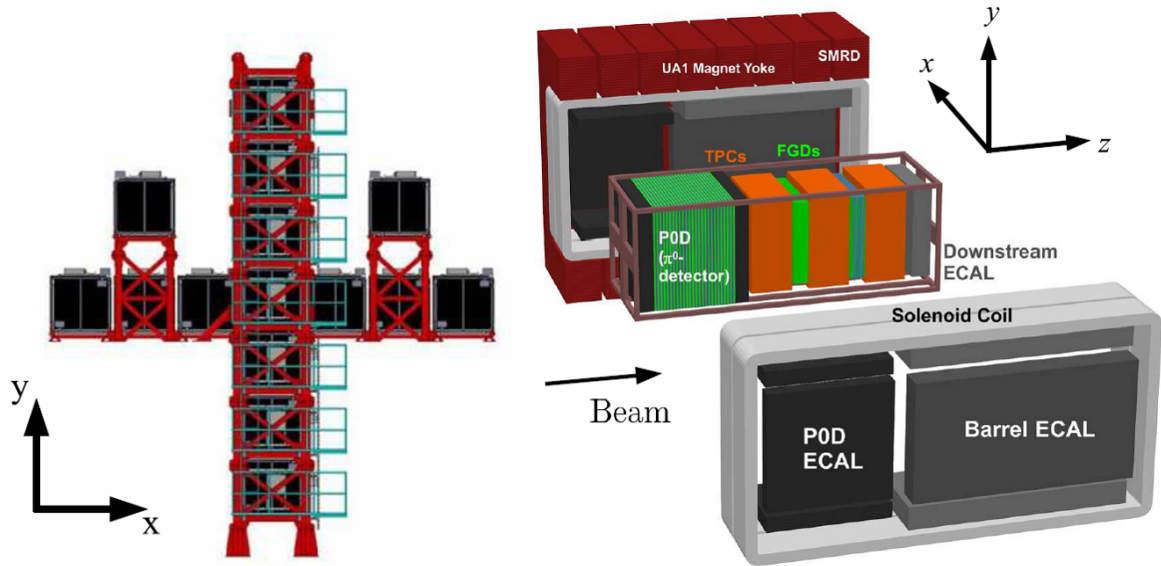 y
x
UA1 Magnet Yoke
SMRD
TPCs
FGDs
P0D
(π⁰-
detector)
Downstream
ECAL
Solenoid Coil
P0D
ECAL
Barrel ECAL
Beam
y
x
z